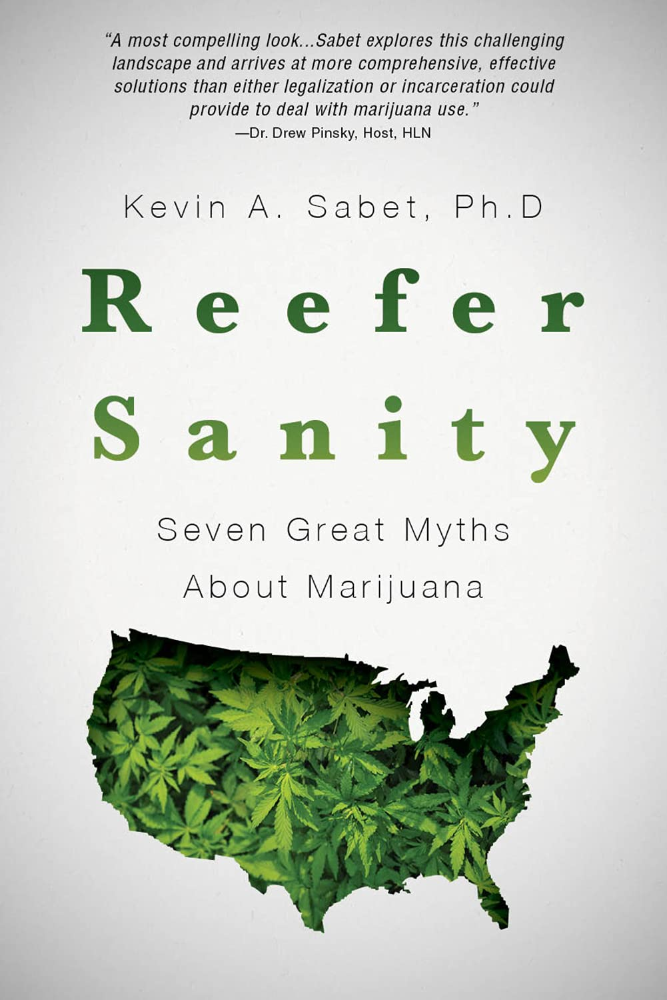 “A most compelling look...Sabet explores this challenging
landscape and arrives at more comprehensive, effective
solutions than either legalization or incarceration could
provide to deal with marijuana use.”
—Dr. Drew Pinsky, Host, HLN
Kevin A. Sabet, Ph.D
Reefer
Sanity
Seven Great Myths
About Marijuana